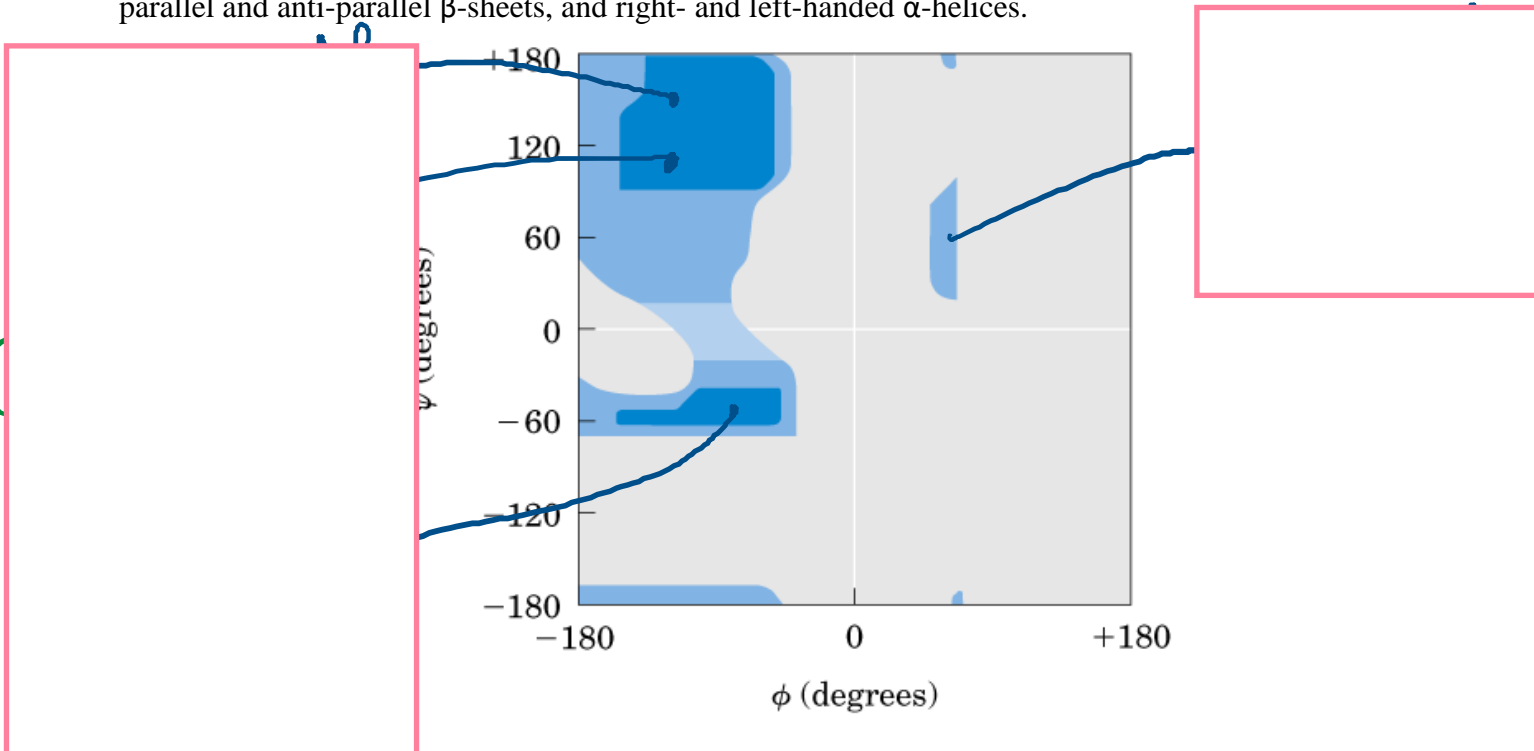 parallel and anti-parallel β-sheets, and right- and left-handed α-helices.
+180
120
60
0
−60
−120
−180
ψ (degrees)
−180 0 +180
ϕ (degrees)